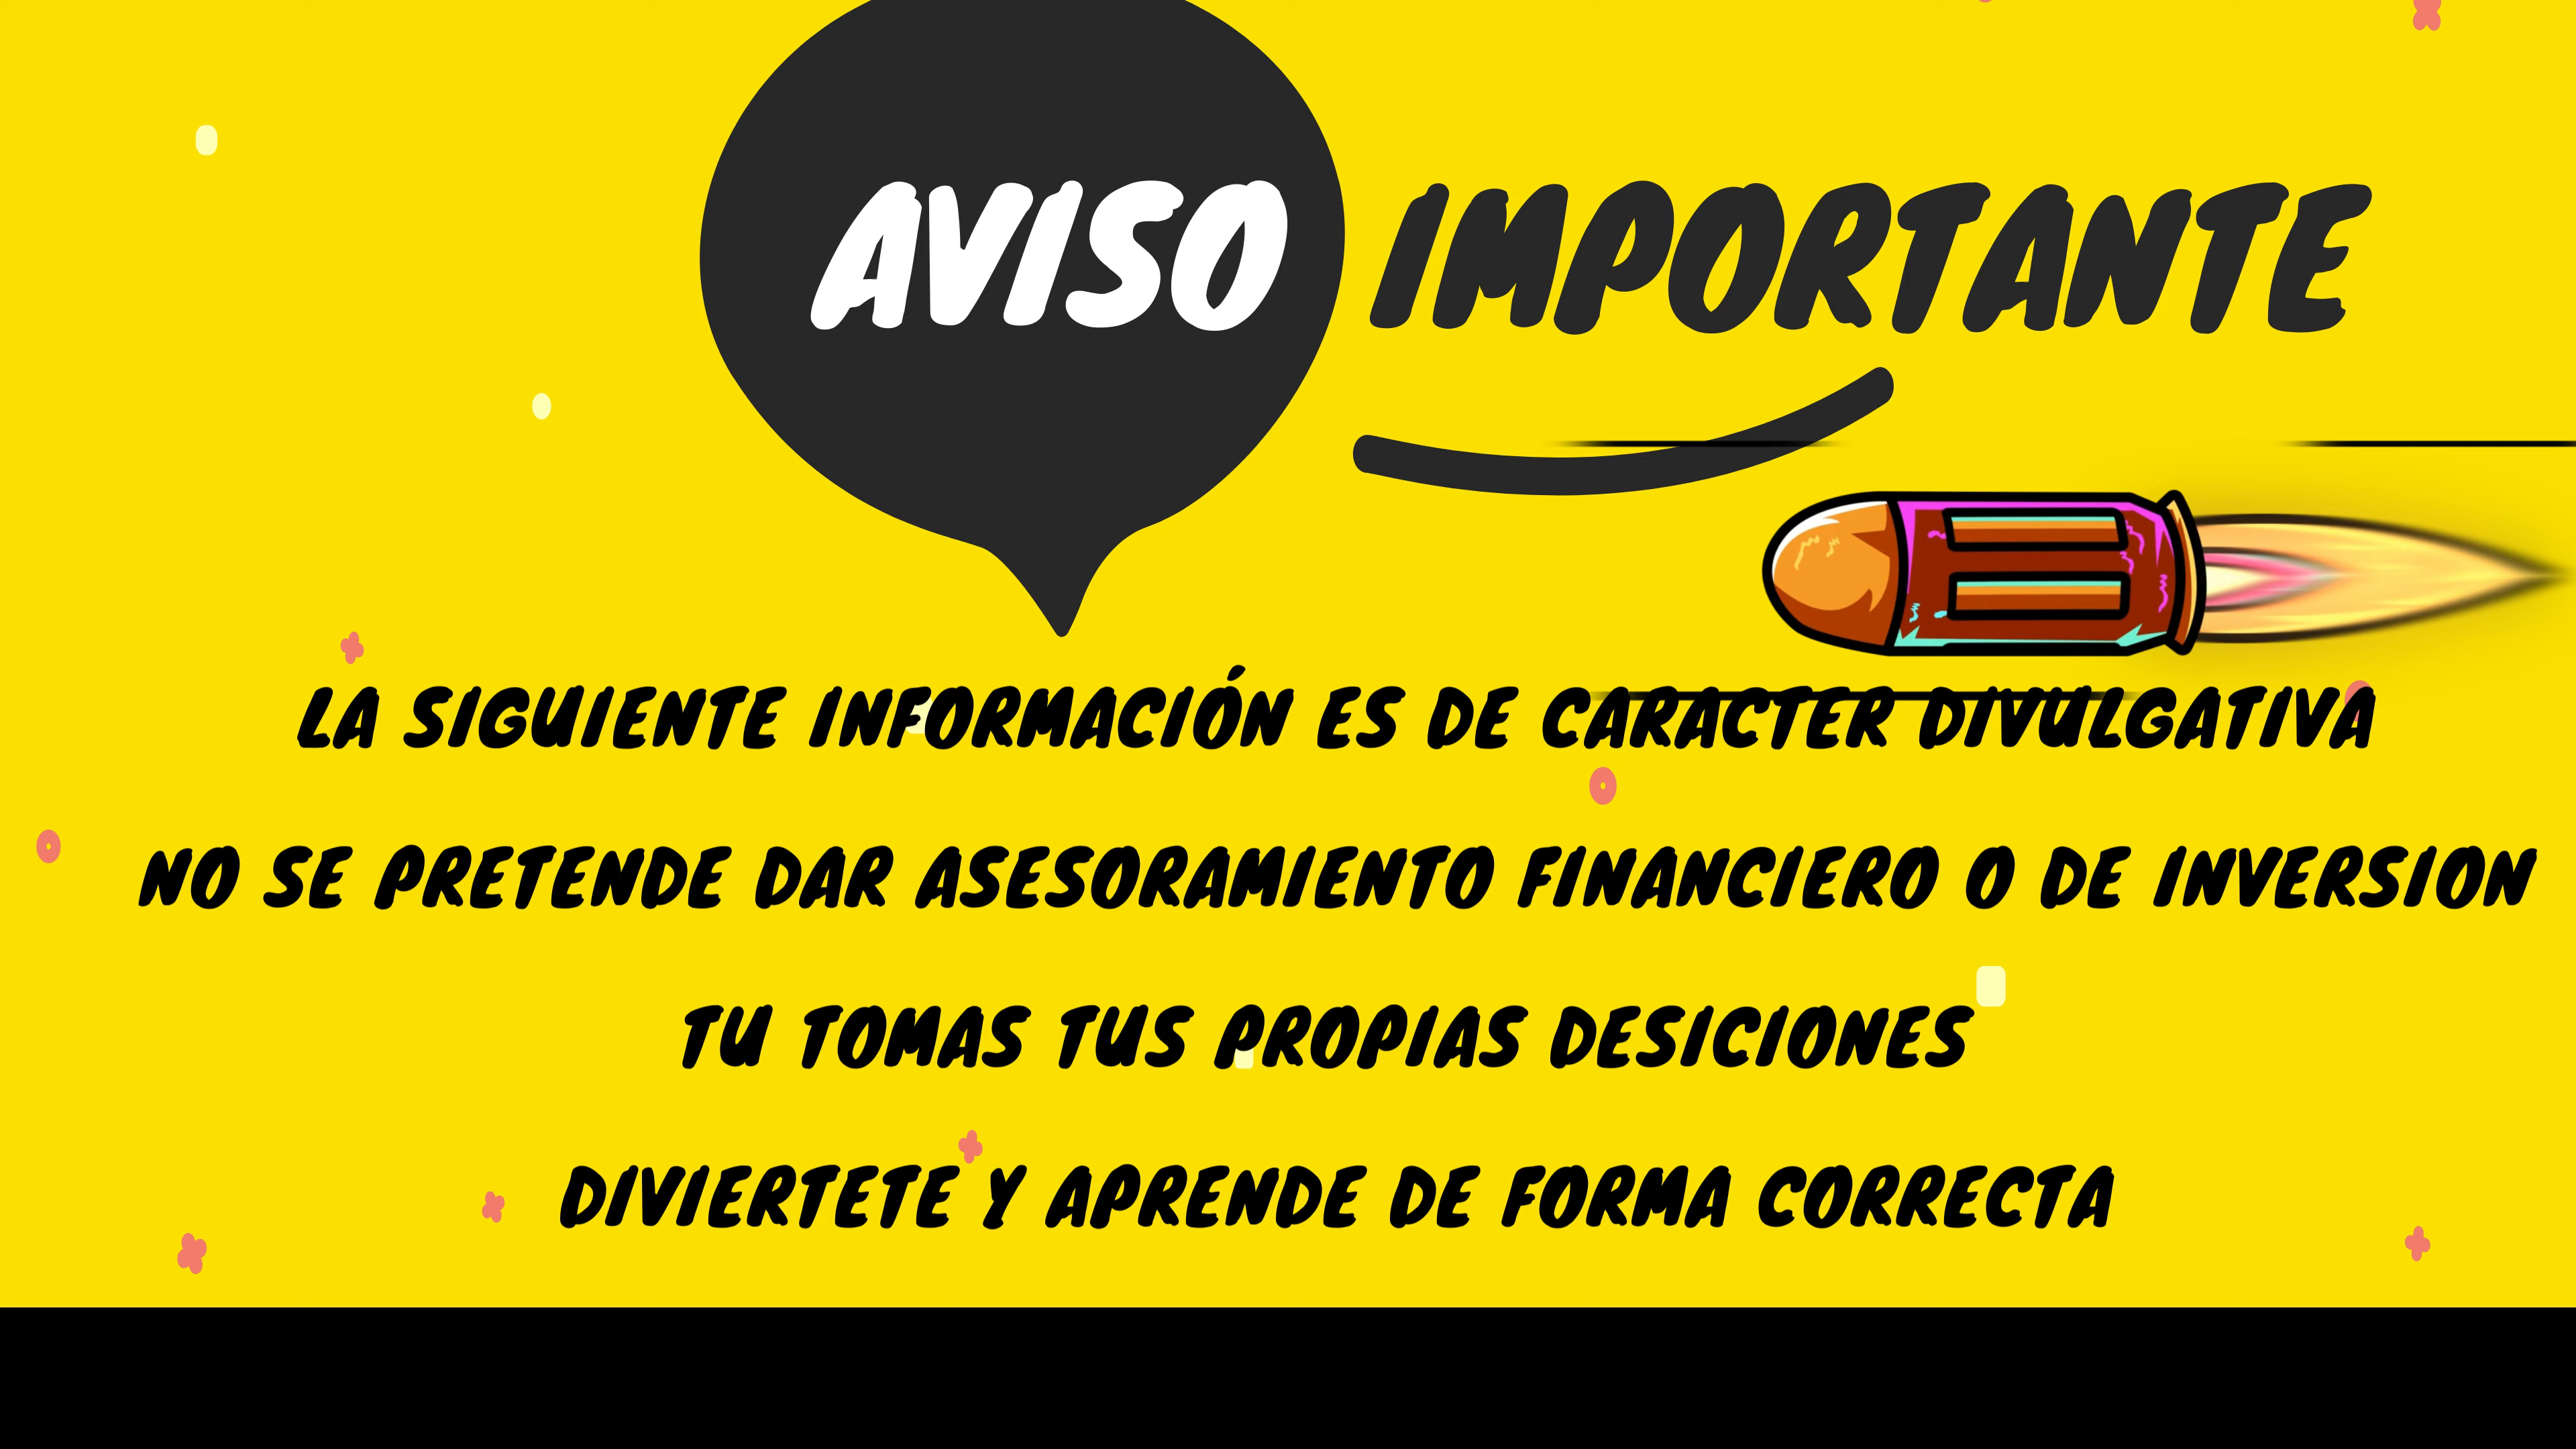 AVISO IMPORTANTE
LA SIGUIENTE INFORMACIÓN ES DE CARACTER DIVULGATIVA
NO SE PRETENDE DAR ASESORAMIENTO FINANCIERO O DE INVERSION
TU TOMAS TUS PROPIAS DESICIONES
DIVIERTETE Y APRENDE DE FORMA CORRECTA